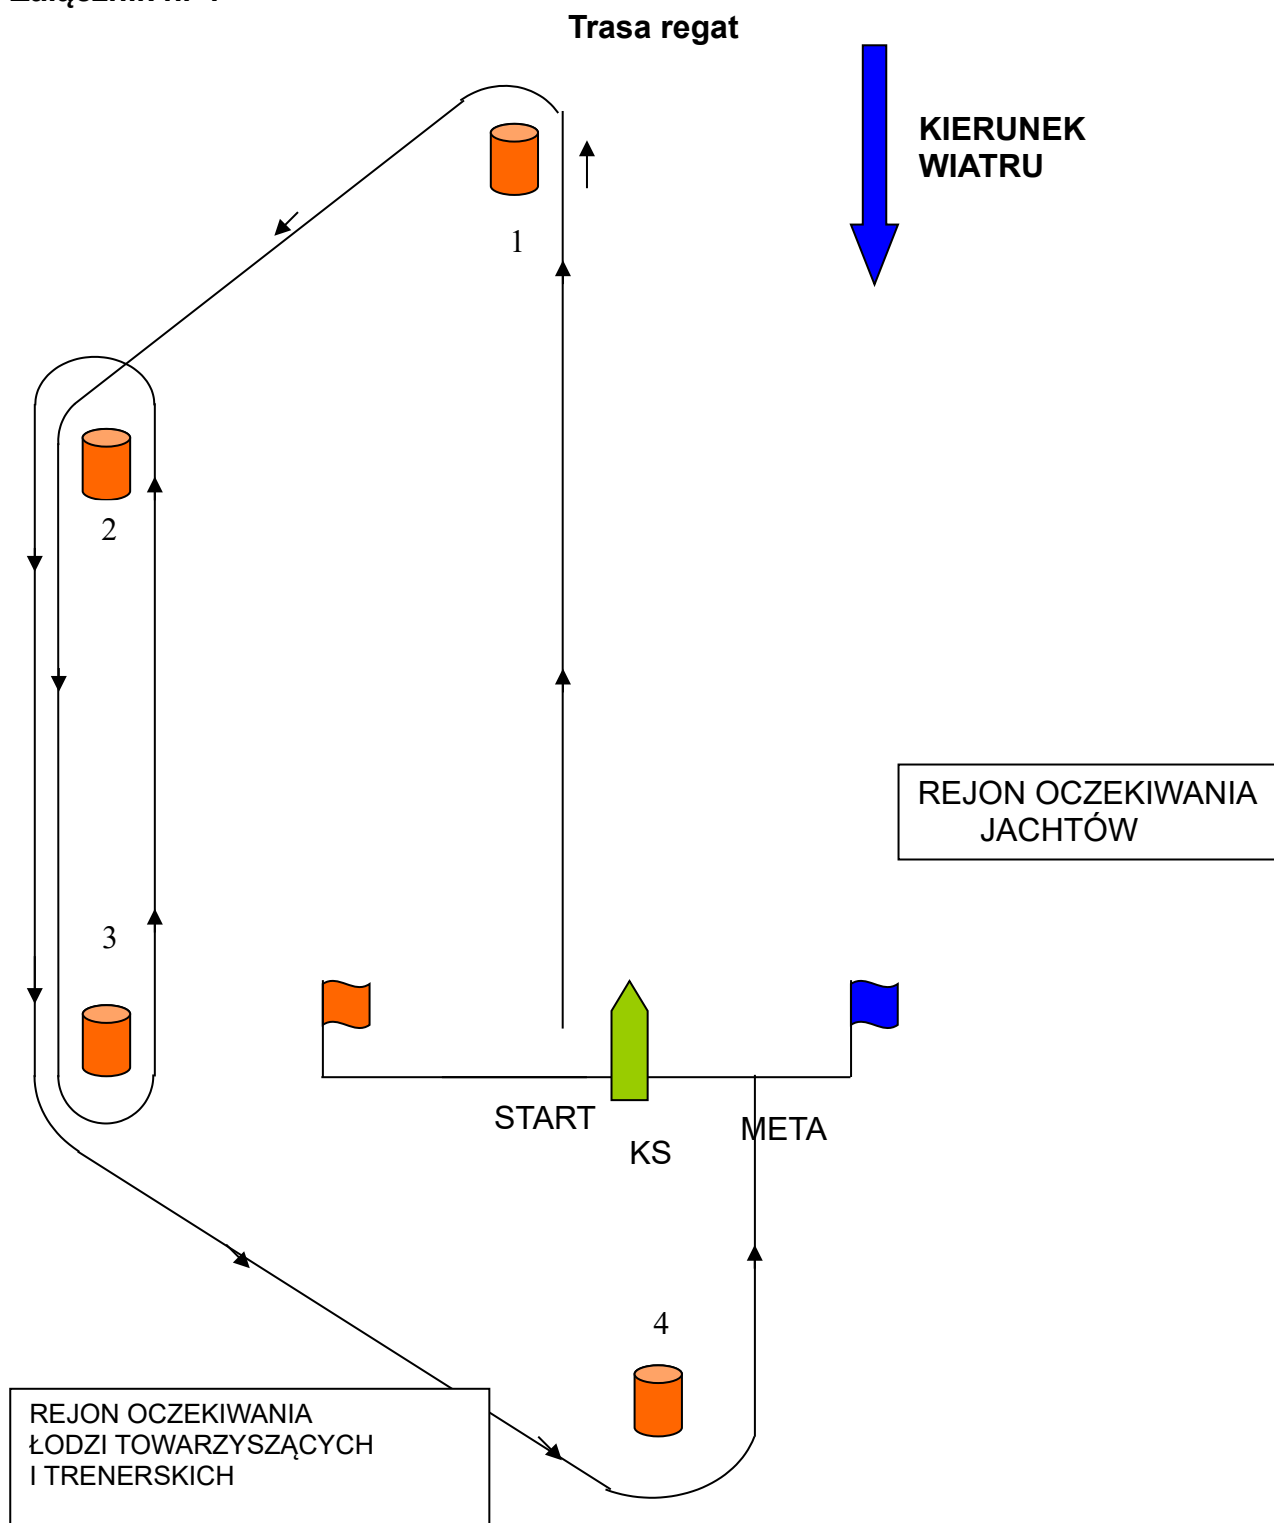 Trasa regat
KIERUNEK
WIATRU
1
2
REJON OCZEKIWANIA
JACHTÓW
3
START
META
KS
4
REJON OCZEKIWANIA
ŁODZI TOWARZYSZĄCYCH
I TRENERSKICH